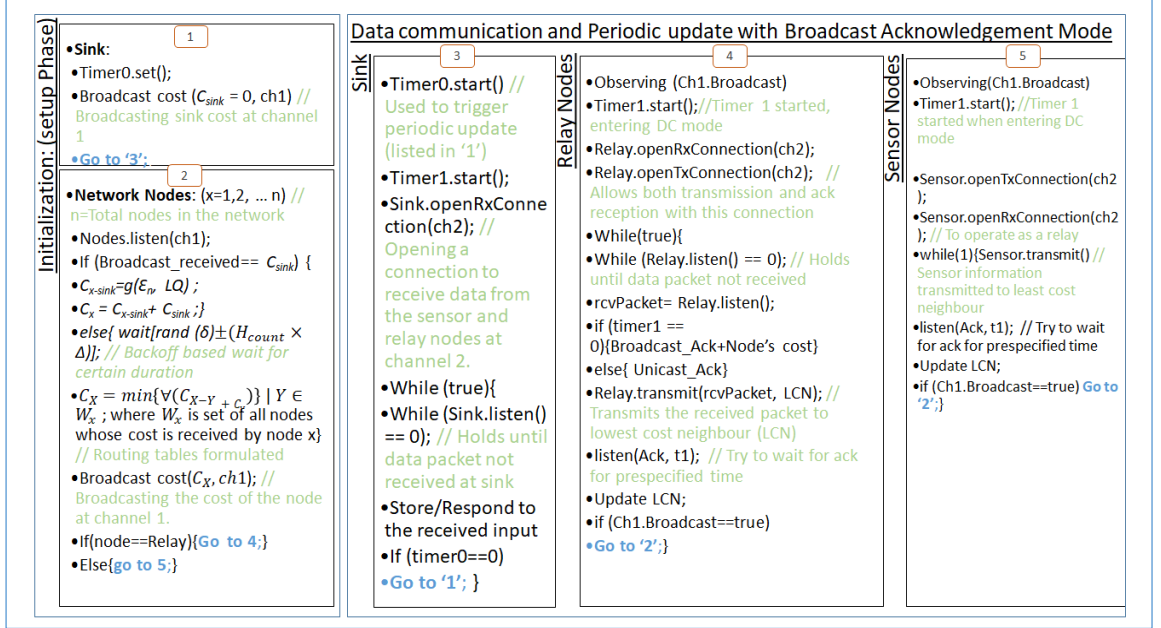 Initialization: (setup Phase)
1
•Sink:
•Timer0.set();
•Broadcast cost (C_sink = 0, ch1) //
Broadcasting sink cost at channel
1
•Go to ‘3’;
2
•Network Nodes: (x=1,2, ... n) //
n=Total nodes in the network
•Nodes.listen(ch1);
•If (Broadcast_received== C_sink) {
•C_x-sink=g(Ɛ_n, LQ) ;
•C_x = C_x-sink+ C_sink ;}
•else{ wait[rand (δ)±(H_count ×
Δ)]; // Backoff based wait for
certain duration
•C_X = min{∀(C_X−Y + C_)} | Y ∈
W_x ; where W_x is set of all nodes
whose cost is received by node x}
// Routing tables formulated
•Broadcast cost(C_X, ch1); //
Broadcasting the cost of the node
at channel 1.
•If(node==Relay){Go to 4;}
•Else{go to 5;}
Data communication and Periodic update with Broadcast Acknowledgement Mode
Sink
3
•Timer0.start() //
Used to trigger
periodic update
(listed in ‘1’)
•Timer1.start();
•Sink.openRxConne
ction(ch2); //
Opening a
connection to
receive data from
the sensor and
relay nodes at
channel 2.
•While (true){
•While (Sink.listen()
== 0); // Holds until
data packet not
received at sink
•Store/Respond to
the received input
•If (timer0==0)
•Go to ‘1’; }
Relay Nodes
4
•Observing (Ch1.Broadcast)
•Timer1.start();//Timer 1 started,
entering DC mode
•Relay.openRxConnection(ch2);
•Relay.openTxConnection(ch2); //
Allows both transmission and ack
reception with this connection
•While(true){
•While (Relay.listen() == 0); // Holds
until data packet not received
•rcvPacket= Relay.listen();
•if (timer1 ==
0){Broadcast_Ack+Node’s cost}
•else{ Unicast_Ack}
•Relay.transmit(rcvPacket, LCN); //
Transmits the received packet to
lowest cost neighbour (LCN)
•listen(Ack, t1); // Try to wait for ack
for prespecified time
•Update LCN;
•if (Ch1.Broadcast==true)
•Go to ‘2’;}
Sensor Nodes
5
•Observing(Ch1.Broadcast)
•Timer1.start(); //Timer 1
started when entering DC
mode
•Sensor.openTxConnection(ch2
);
•Sensor.openRxConnection(ch2
); // To operate as a relay
•while(1){Sensor.transmit() //
Sensor information
transmitted to least cost
neighbour
•listen(Ack, t1); // Try to wait
for ack for prespecified time
•Update LCN;
•if (Ch1.Broadcast==true) Go to
‘2’;}